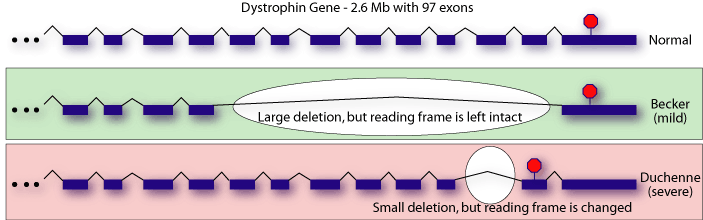 Dystrophin Gene - 2.6 Mb with 97 exons
Normal
Large deletion, but reading frame is left intact
Becker
(mild)
Duchenne
(severe)
Small deletion, but reading frame is changed